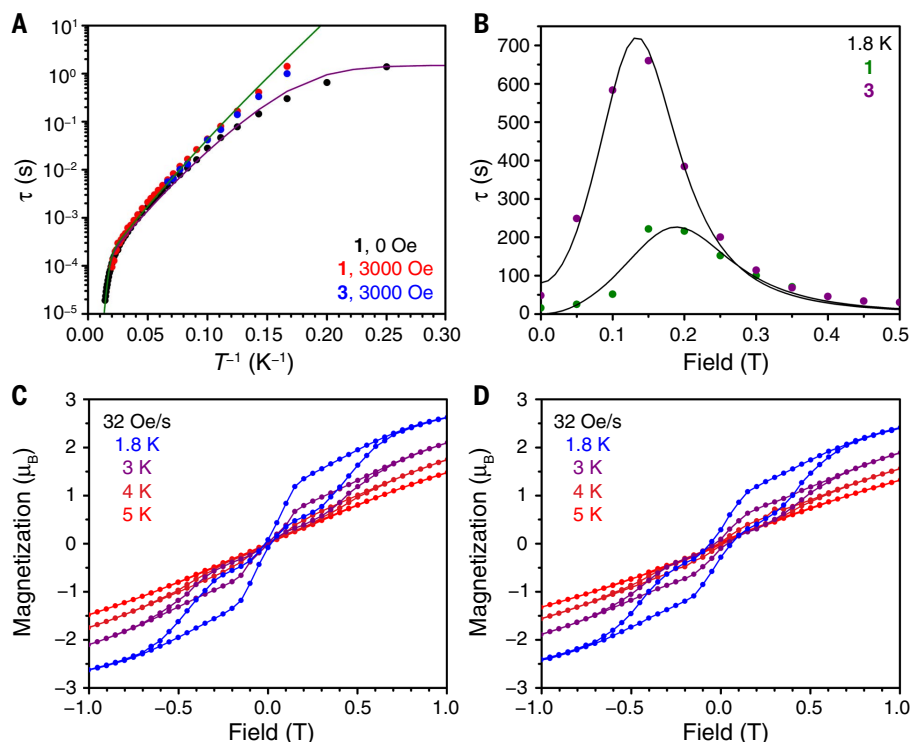 A
10¹
10⁰
10⁻¹
10⁻²
10⁻³
10⁻⁴
10⁻⁵
τ (s)
1, 0 Oe
1, 3000 Oe
3, 3000 Oe
0.00 0.05 0.10 0.15 0.20 0.25 0.30
T⁻¹ (K⁻¹)
B
700
600
500
400
300
200
100
0
τ (s)
1.8 K
1
3
0.0 0.1 0.2 0.3 0.4 0.5
Field (T)
C
3
2
1
0
−1
−2
−3
Magnetization (μB)
32 Oe/s
1.8 K
3 K
4 K
5 K
−1.0 −0.5 0.0 0.5 1.0
Field (T)
D
3
2
1
0
−1
−2
−3
Magnetization (μB)
32 Oe/s
1.8 K
3 K
4 K
5 K
−1.0 −0.5 0.0 0.5 1.0
Field (T)